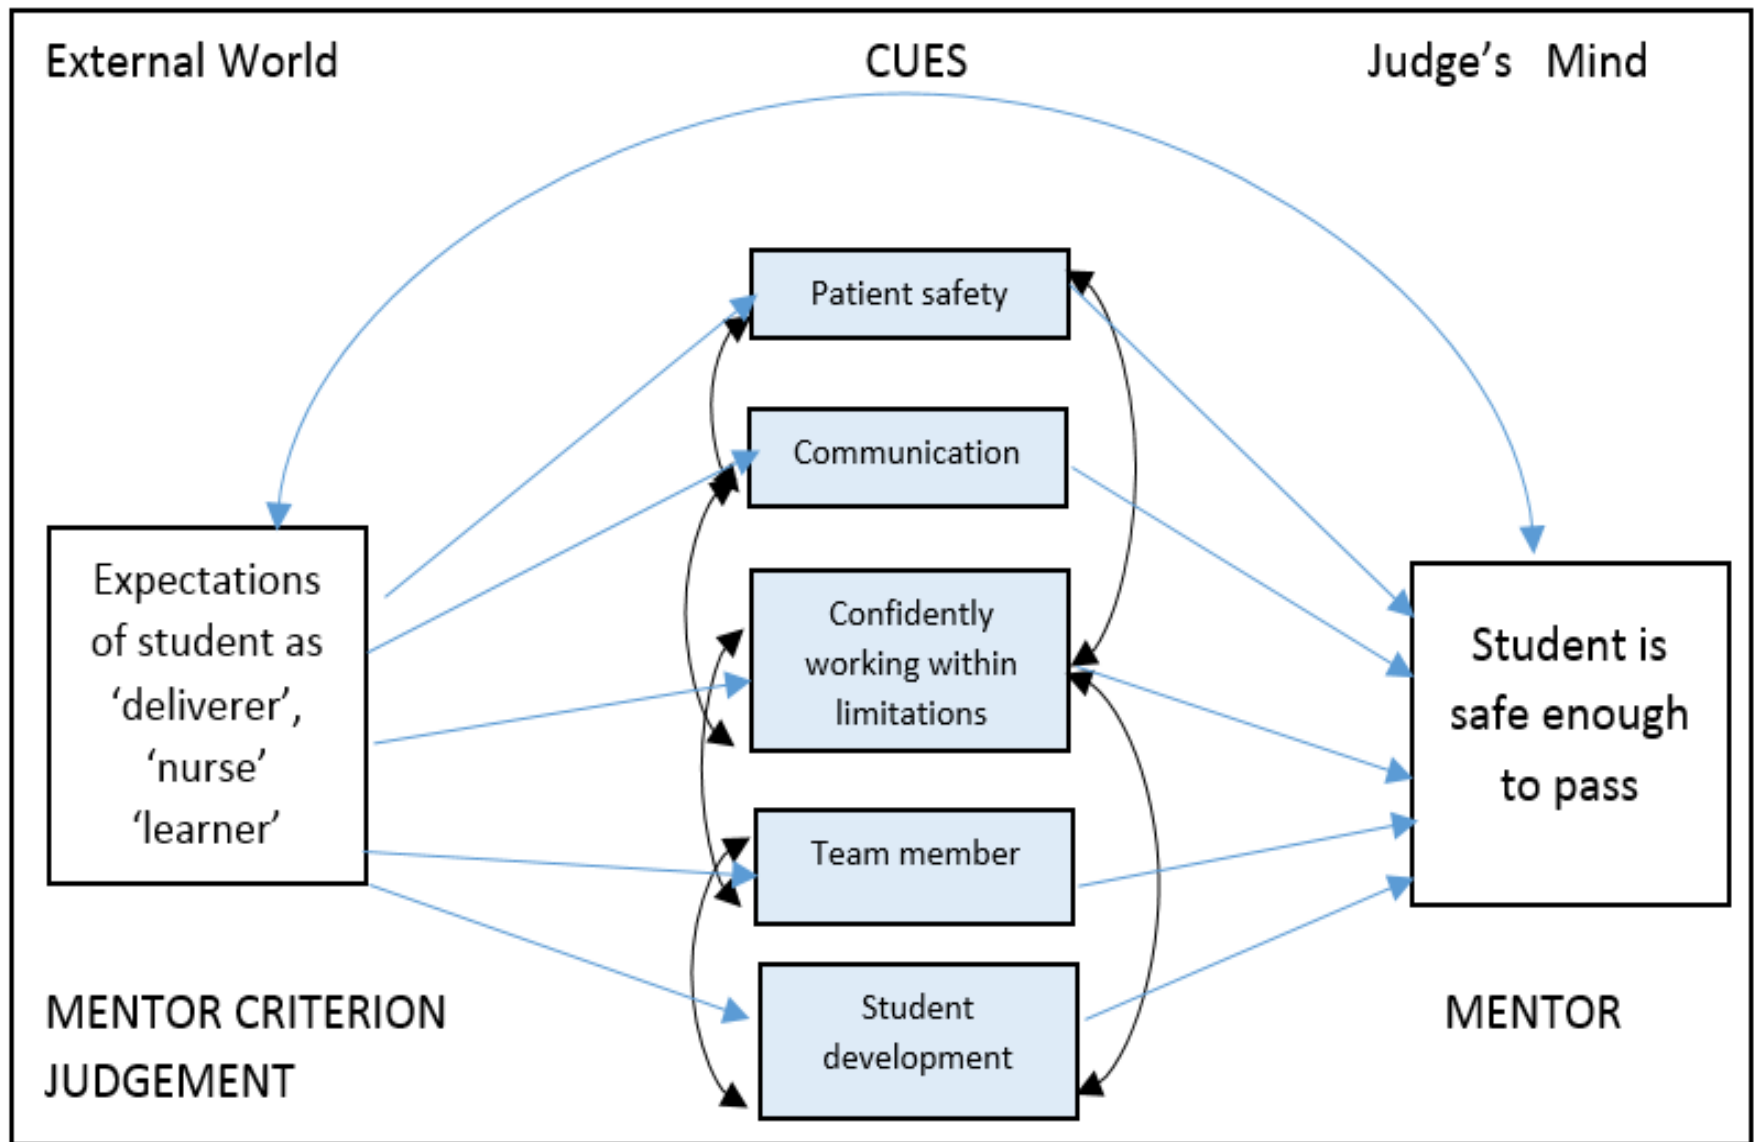 External World
CUES
Judge’s Mind
Patient safety
Communication
Expectations
of student as
‘deliverer’,
‘nurse’
‘learner’
Confidently
working within
limitations
Student is
safe enough
to pass
Team member
Student
development
MENTOR CRITERION
JUDGEMENT
MENTOR